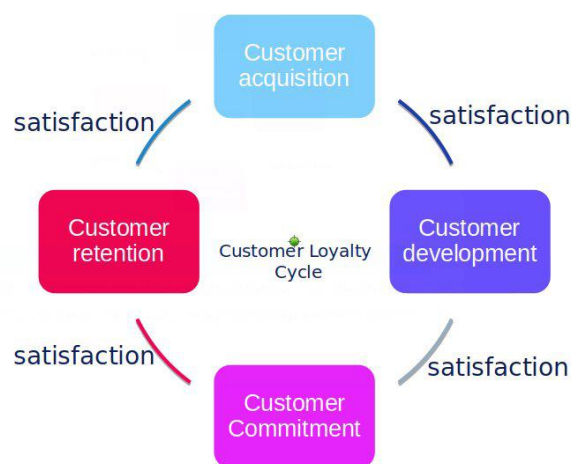 Customer
acquisition
satisfaction
satisfaction
Customer
retention
Customer Loyalty
Cycle
Customer
development
satisfaction
satisfaction
Customer
Commitment